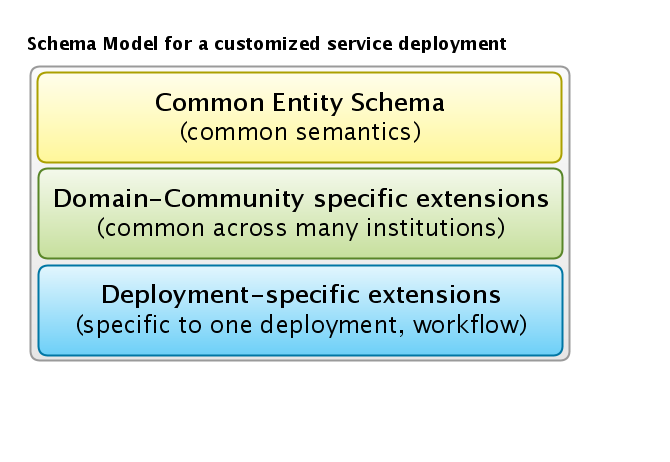 Schema Model for a customized service deployment
Common Entity Schema
(common semantics)
Domain-Community specific extensions
(common across many institutions)
Deployment-specific extensions
(specific to one deployment, workflow)